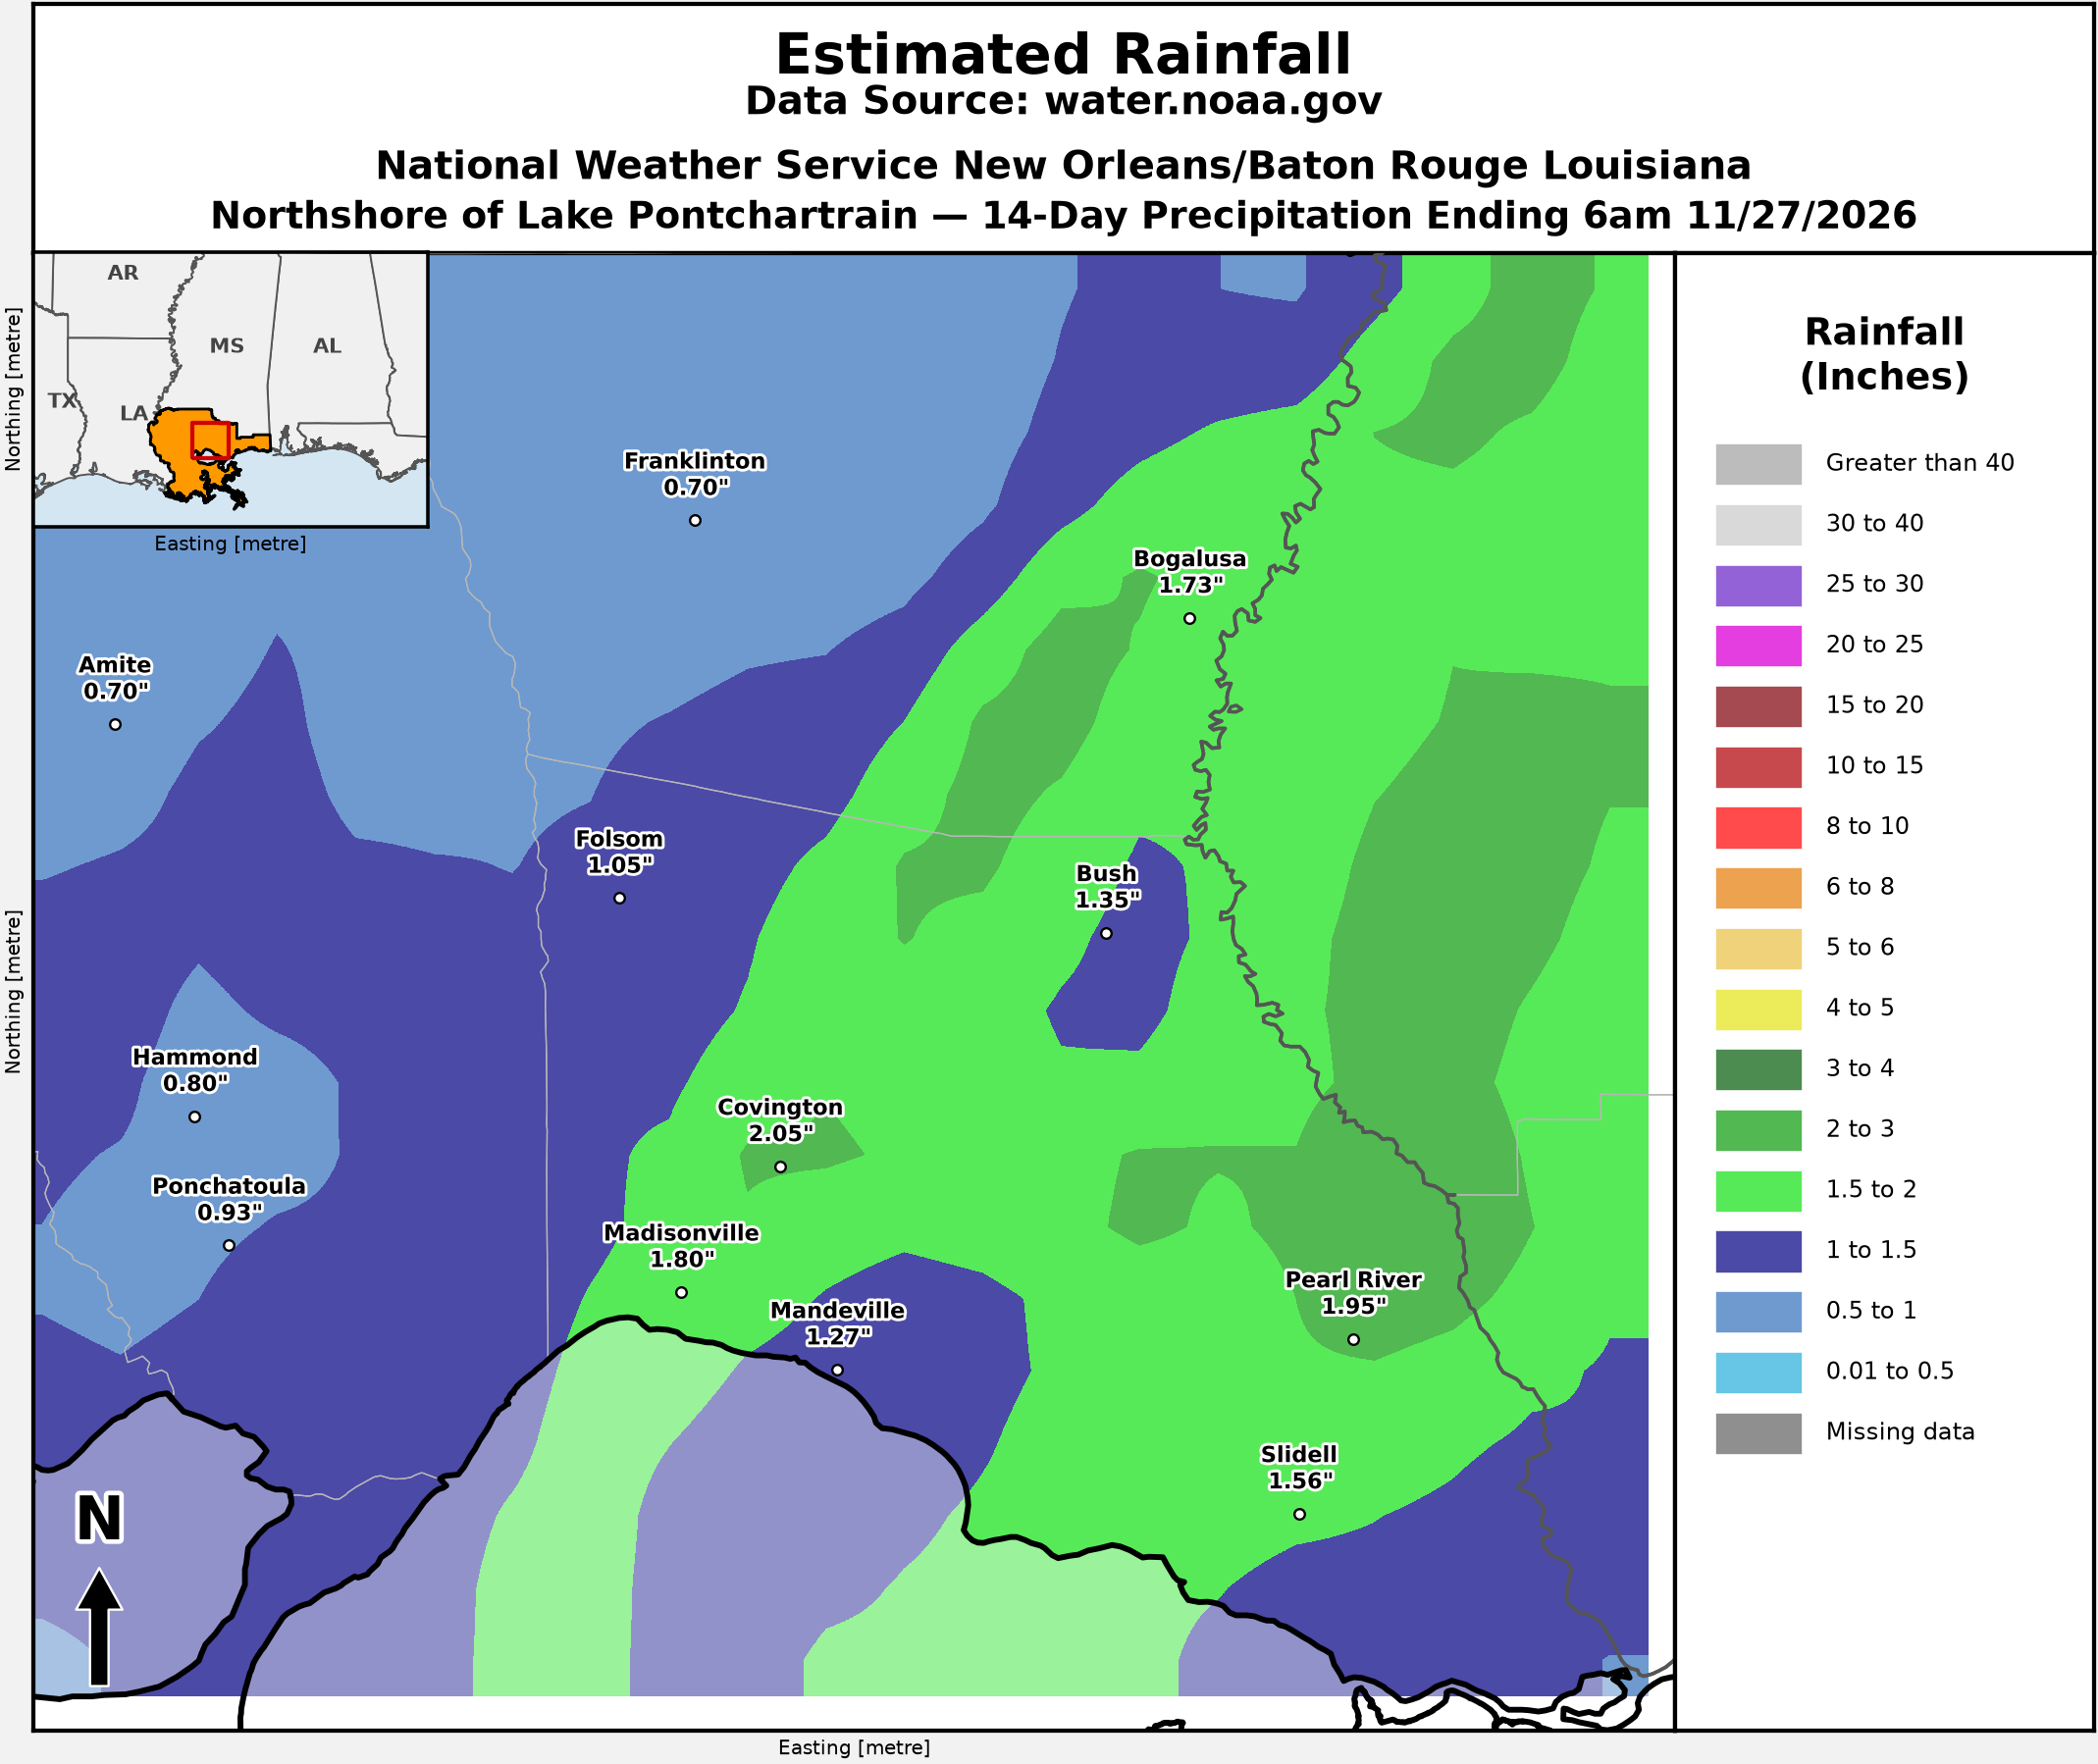 Estimated Rainfall
Data Source: water.noaa.gov
National Weather Service New Orleans/Baton Rouge Louisiana
Northshore of Lake Pontchartrain — 14-Day Precipitation Ending 6am 11/27/2026
AR
MS
AL
TX
LA
Northing [metre]
Easting [metre]
Franklinton
0.70"
Bogalusa
1.73"
Amite
0.70"
Folsom
1.05"
Bush
1.35"
Northing [metre]
Hammond
0.80"
Covington
2.05"
Ponchatoula
0.93"
Madisonville
1.80"
Mandeville
1.27"
Pearl River
1.95"
Slidell
1.56"
N
Easting [metre]
Rainfall
(Inches)
Greater than 40
30 to 40
25 to 30
20 to 25
15 to 20
10 to 15
8 to 10
6 to 8
5 to 6
4 to 5
3 to 4
2 to 3
1.5 to 2
1 to 1.5
0.5 to 1
0.01 to 0.5
Missing data